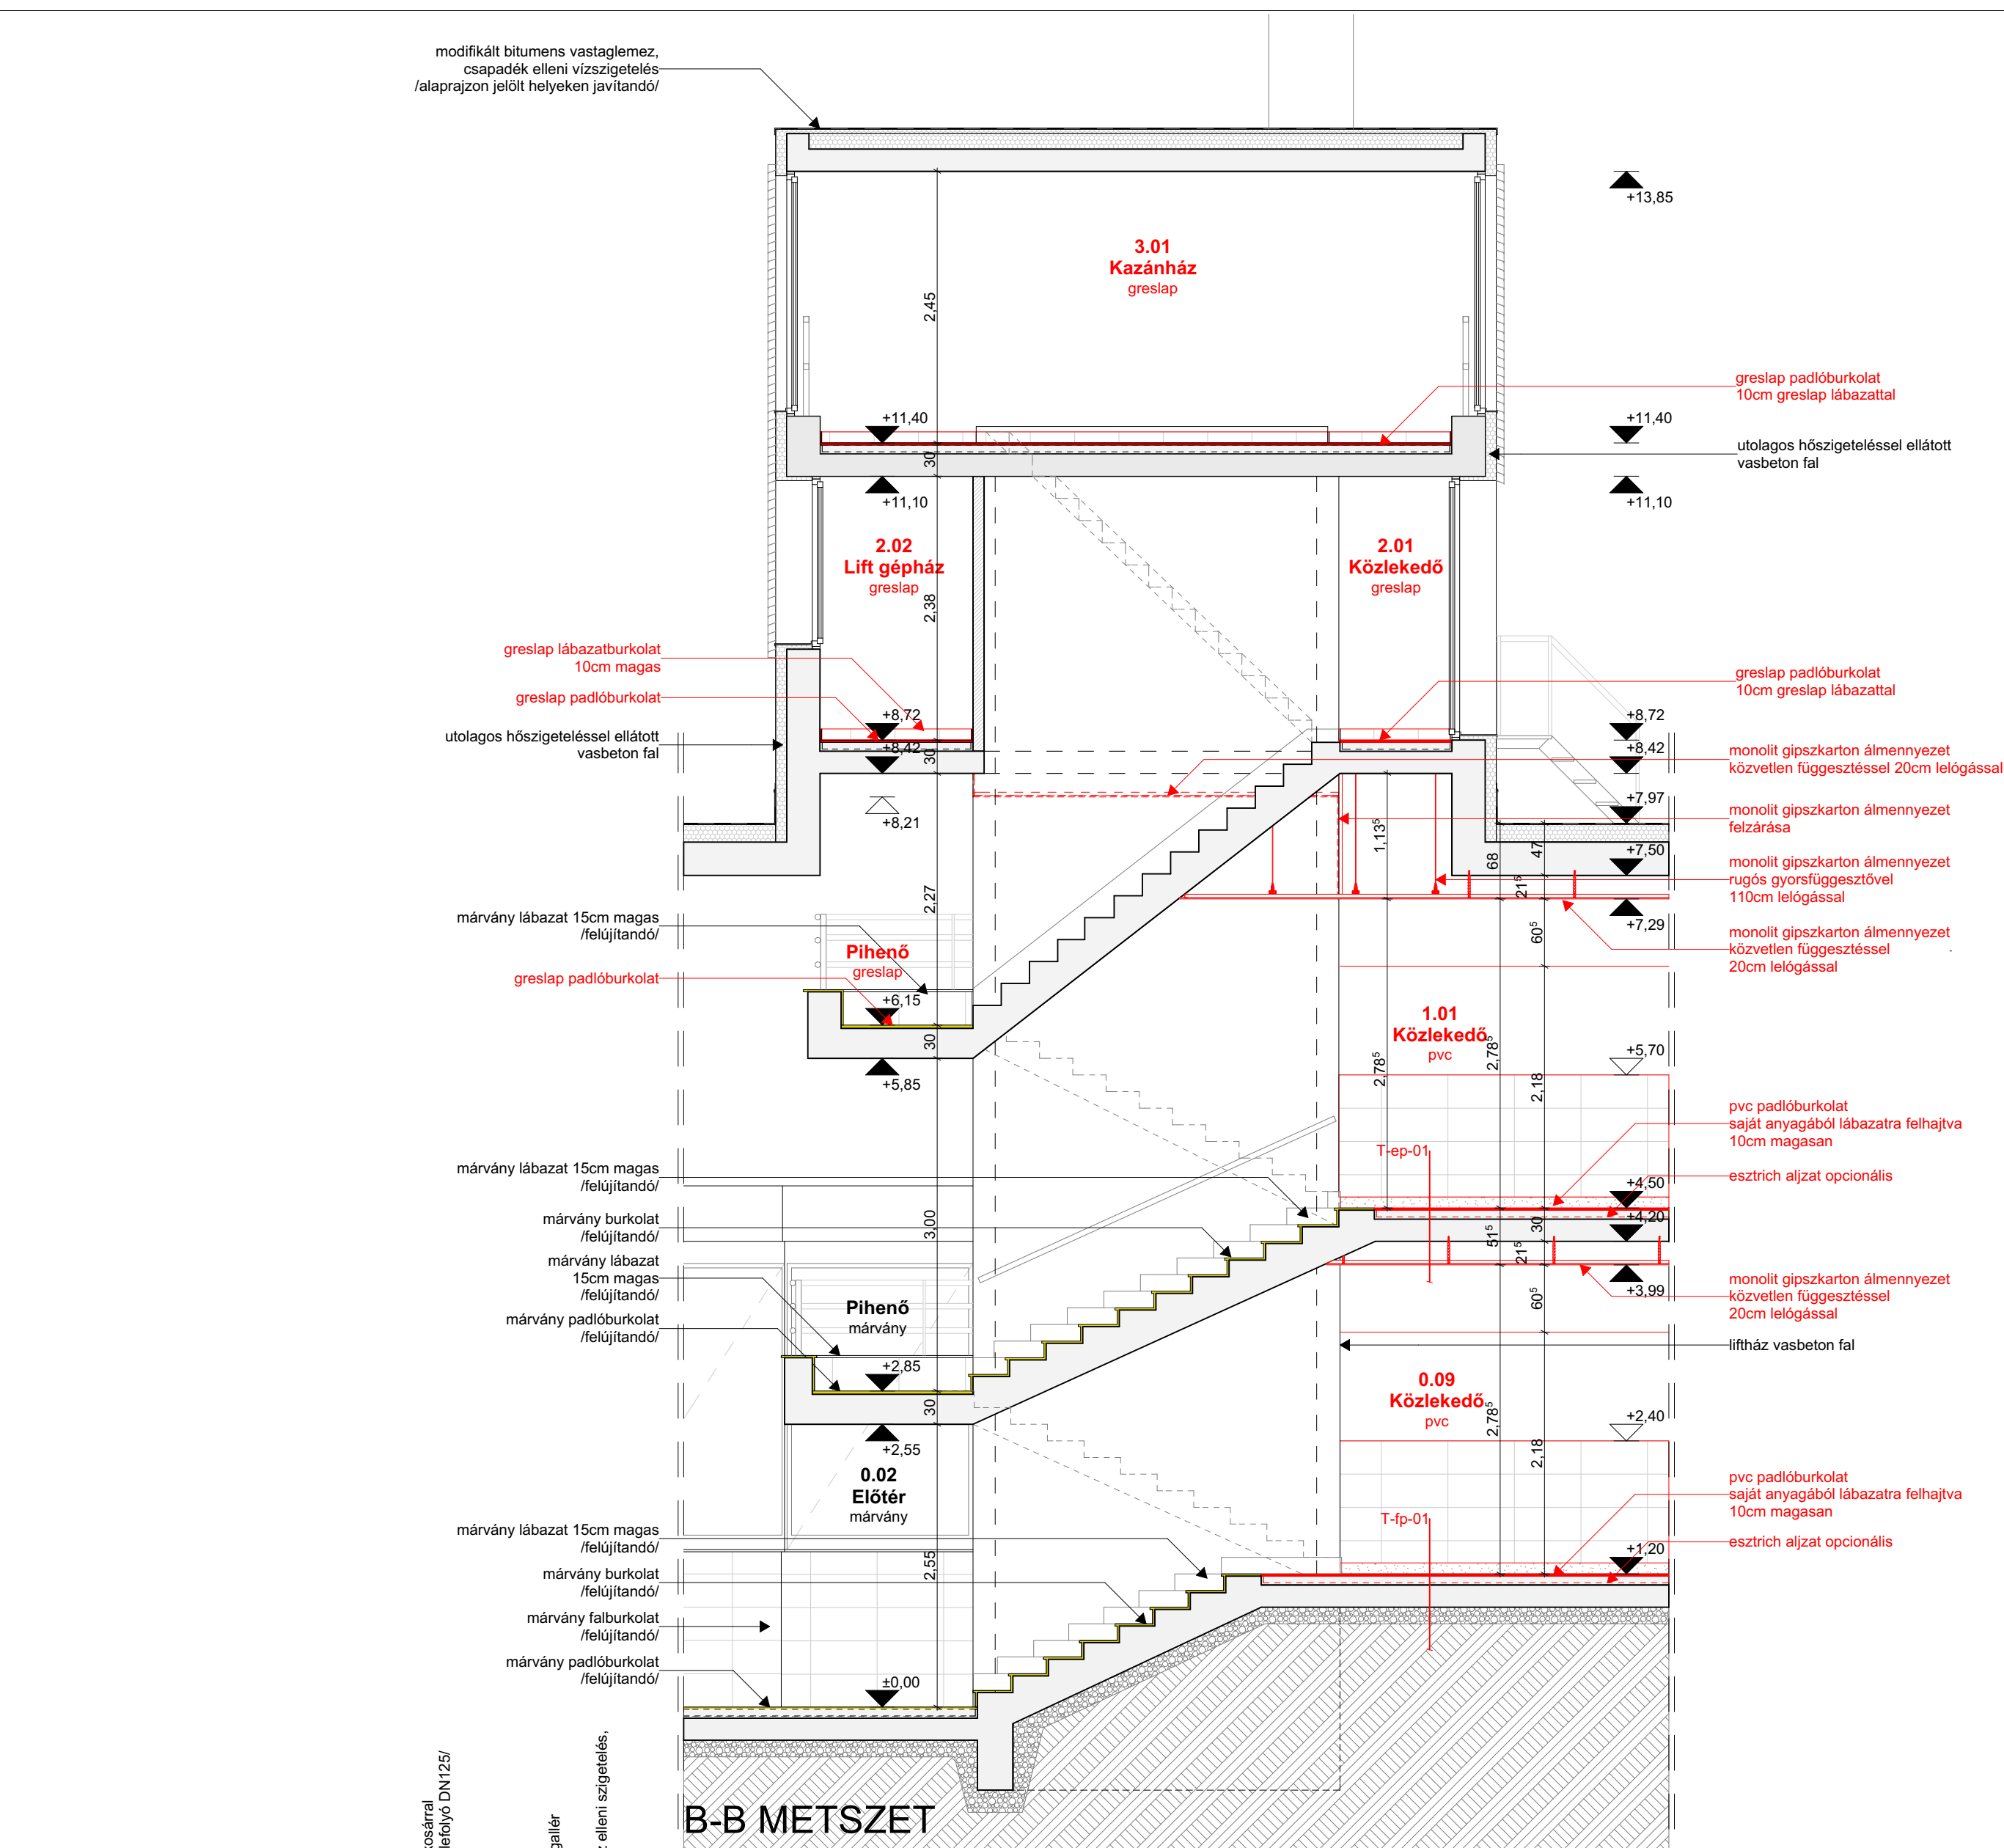 modifikált bitumens vastaglemez,
csapadék elleni vízszigetelés
/alaprajzon jelölt helyeken javítandó/
+13,85
3.01
Kazánház
greslap
2,45
greslap padlóburkolat
10cm greslap lábazattal
+11,40
+11,40
utolagos hőszigeteléssel ellátott
vasbeton fal
30
+11,10
+11,10
2.02
Lift gépház
greslap
2.01
Közlekedő
greslap
2,38
greslap lábazatburkolat
10cm magas
greslap padlóburkolat
greslap padlóburkolat
10cm greslap lábazattal
+8,72
+8,72
utolagos hőszigeteléssel ellátott
vasbeton fal
+8,42
30
+8,42
monolit gipszkarton álmennyezet
közvetlen függesztéssel 20cm lelógással
+7,97
+8,21
monolit gipszkarton álmennyezet
felzárása
1,13⁵
68
47
+7,50
monolit gipszkarton álmennyezet
rugós gyorsfüggesztővel
110cm lelógással
21⁵
2,27
márvány lábazat 15cm magas
/felújítandó/
+7,29
60⁵
monolit gipszkarton álmennyezet
közvetlen függesztéssel
20cm lelógással
Pihenő
greslap
greslap padlóburkolat
+6,15
30
+5,85
1.01
Közlekedő
pvc
+5,70
2,78⁵
2,78⁵
2,18
pvc padlóburkolat
saját anyagából lábazatra felhajtva
10cm magasan
T-ep-01
márvány lábazat 15cm magas
/felújítandó/
esztrich aljzat opcionális
+4,50
+4,20
márvány burkolat
/felújítandó/
3,00
51⁵
30
21⁵
márvány lábazat
15cm magas
/felújítandó/
+3,99
monolit gipszkarton álmennyezet
közvetlen függesztéssel
20cm lelógással
60⁵
Pihenő
márvány
márvány padlóburkolat
/felújítandó/
liftház vasbeton fal
+2,85
30
+2,55
0.09
Közlekedő
pvc
+2,40
2,78⁵
2,18
0.02
Előtér
márvány
pvc padlóburkolat
saját anyagából lábazatra felhajtva
10cm magasan
T-fp-01
márvány lábazat 15cm magas
/felújítandó/
esztrich aljzat opcionális
+1,20
2,55
márvány burkolat
/felújítandó/
márvány falburkolat
/felújítandó/
márvány padlóburkolat
/felújítandó/
±0,00
kosárral
lefolyó DN125/
gallér
z elleni szigetelés,
B-B METSZET